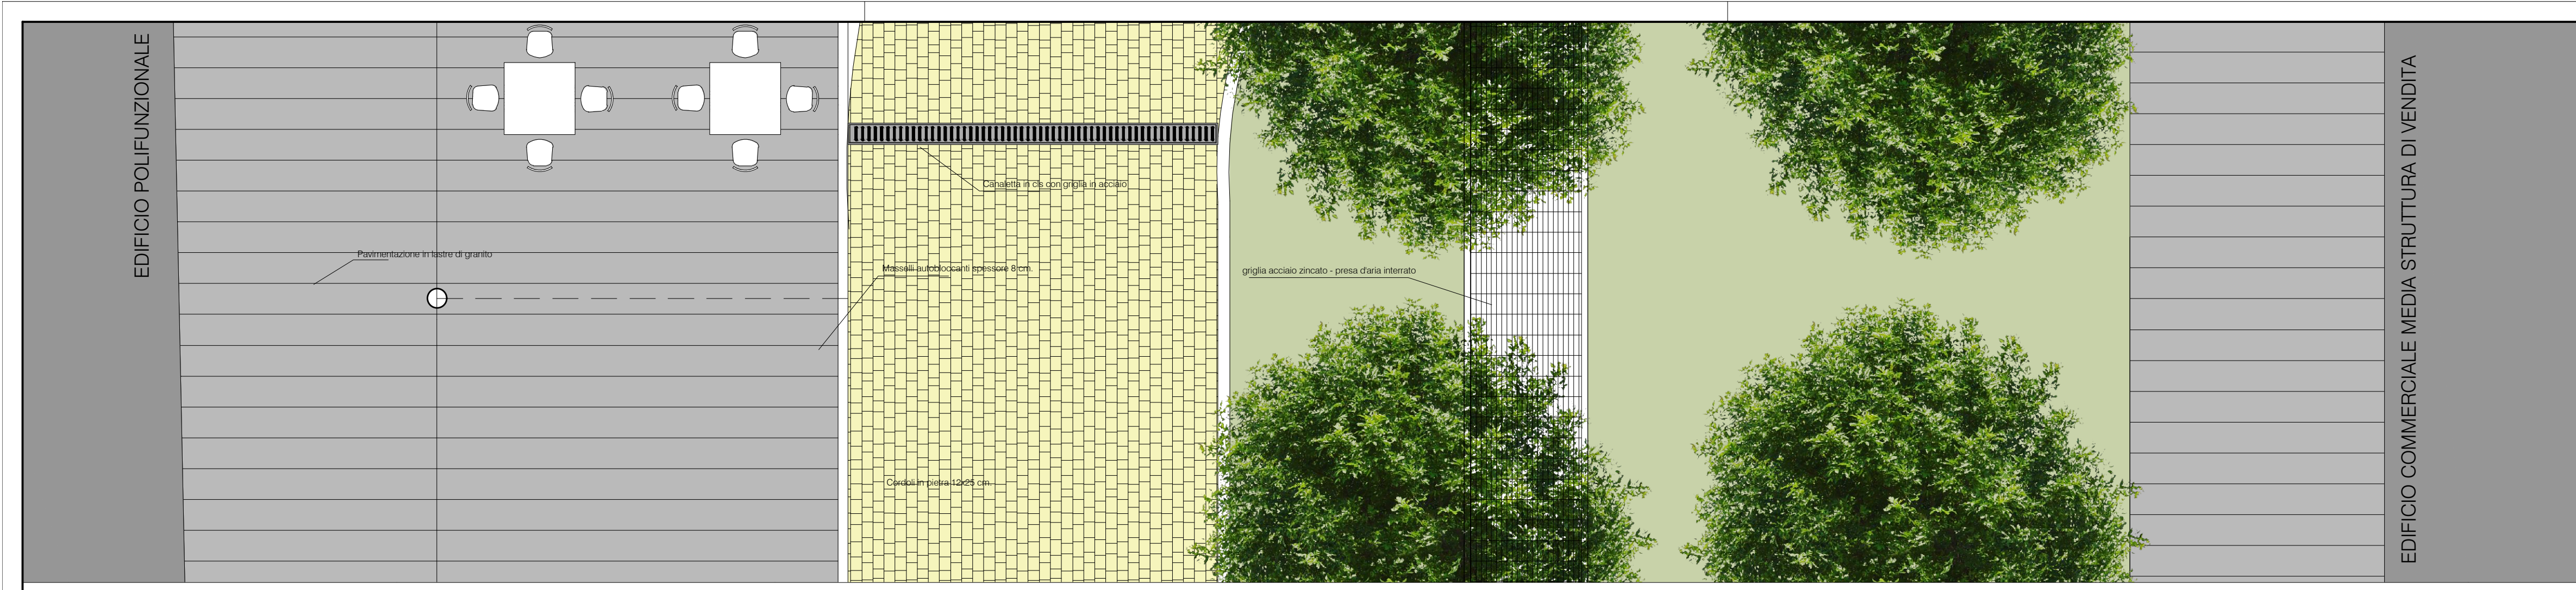 EDIFICIO POLIFUNZIONALE
Pavimentazione in lastre di granito
Canaletta in cls con griglia in acciaio
Masselli autobloccanti spessore 8 cm.
Cordoli in pietra 12x25 cm.
griglia acciaio zincato - presa d'aria interrato
EDIFICIO COMMERCIALE MEDIA STRUTTURA DI VENDITA